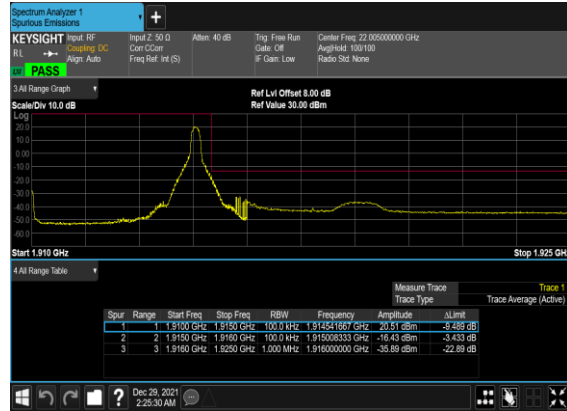 Spectrum Analyzer 1
Spurious Emissions
+
KEYSIGHT Input: RF Input Z: 50 Ω Atten: 40 dB Trig: Free Run Center Freq: 22.005000000 GHz
RL Coupling: DC Corr CCorr Gate: Off Avg|Hold: 100/100
Align: Auto Freq Ref: Int (S) IF Gain: Low Radio Std: None
LW PASS
3 All Range Graph
Ref Lvl Offset 8.00 dB
Scale/Div 10.0 dB Ref Value 30.00 dBm
Log
20.0
10.0
0.00
-10.0
-20.0
-30.0
-40.0
-50.0
-60.0
Start 1.910 GHz Stop 1.925 GHz
4 All Range Table
Measure Trace Trace 1
Trace Type Trace Average (Active)
Spur Range Start Freq Stop Freq RBW Frequency Amplitude ΔLimit
1 1 1.9100 GHz 1.9150 GHz 100.0 kHz 1.914541667 GHz 20.51 dBm -9.489 dB
2 2 1.9150 GHz 1.9160 GHz 100.0 kHz 1.915008333 GHz -16.43 dBm -3.433 dB
3 3 1.9160 GHz 1.9250 GHz 1.000 MHz 1.916000000 GHz -35.89 dBm -22.89 dB
? Dec 29, 2021
2:25:30 AM